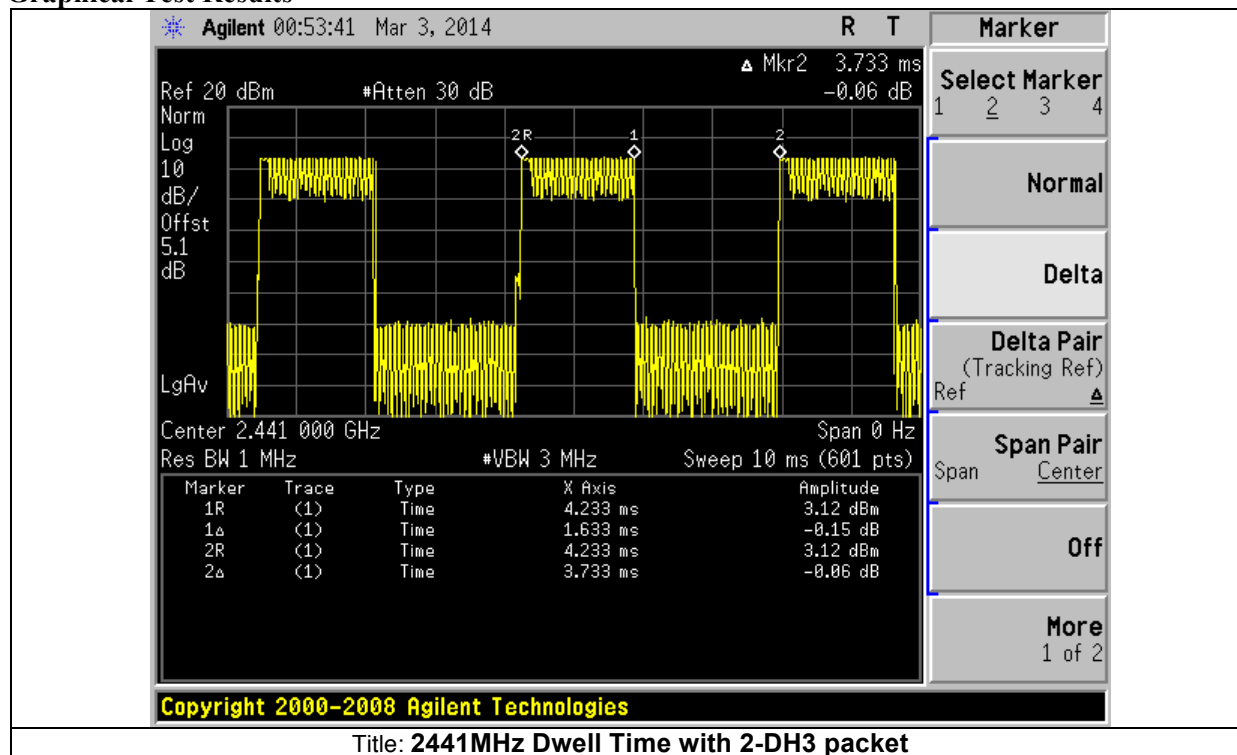 Graphical Test Results
Agilent 00:53:41 Mar 3, 2014 R T
Δ Mkr2 3.733 ms
Ref 20 dBm #Atten 30 dB -0.06 dB
Norm
Log
10
dB/
Offst
5.1
dB
LgAv
2R 1 2
Center 2.441 000 GHz Span 0 Hz
Res BW 1 MHz #VBW 3 MHz Sweep 10 ms (601 pts)
Marker Trace Type X Axis Amplitude
1R (1) Time 4.233 ms 3.12 dBm
1Δ (1) Time 1.633 ms -0.15 dB
2R (1) Time 4.233 ms 3.12 dBm
2Δ (1) Time 3.733 ms -0.06 dB
Marker
Select Marker
1 2 3 4
Normal
Delta
Delta Pair
(Tracking Ref)
Ref Δ
Span Pair
Span Center
Off
More
1 of 2
Copyright 2000-2008 Agilent Technologies
Title: 2441MHz Dwell Time with 2-DH3 packet